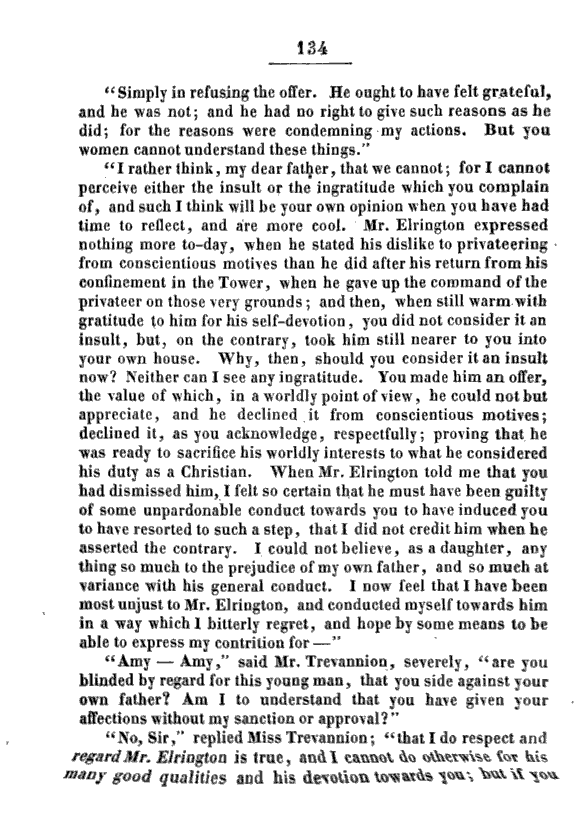 134
“Simply in refusing the offer. He ought to have felt grateful,
and he was not; and he had no right to give such reasons as he
did; for the reasons were condemning my actions. But you
women cannot understand these things.”
“I rather think, my dear father, that we cannot; for I cannot
perceive either the insult or the ingratitude which you complain
of, and such I think will be your own opinion when you have had
time to reflect, and are more cool. Mr. Elrington expressed
nothing more to-day, when he stated his dislike to privateering
from conscientious motives than he did after his return from his
confinement in the Tower, when he gave up the command of the
privateer on those very grounds; and then, when still warm with
gratitude to him for his self-devotion, you did not consider it an
insult, but, on the contrary, took him still nearer to you into
your own house. Why, then, should you consider it an insult
now? Neither can I see any ingratitude. You made him an offer,
the value of which, in a worldly point of view, he could not but
appreciate, and he declined it from conscientious motives;
declined it, as you acknowledge, respectfully; proving that he
was ready to sacrifice his worldly interests to what he considered
his duty as a Christian. When Mr. Elrington told me that you
had dismissed him, I felt so certain that he must have been guilty
of some unpardonable conduct towards you to have induced you
to have resorted to such a step, that I did not credit him when he
asserted the contrary. I could not believe, as a daughter, any
thing so much to the prejudice of my own father, and so much at
variance with his general conduct. I now feel that I have been
most unjust to Mr. Elrington, and conducted myself towards him
in a way which I bitterly regret, and hope by some means to be
able to express my contrition for —”
“Amy — Amy,” said Mr. Trevannion, severely, “are you
blinded by regard for this young man, that you side against your
own father? Am I to understand that you have given your
affections without my sanction or approval?”
“No, Sir,” replied Miss Trevannion; “that I do respect and
regard Mr. Elrington is true, and I cannot do otherwise for his
many good qualities and his devotion towards you; but if you